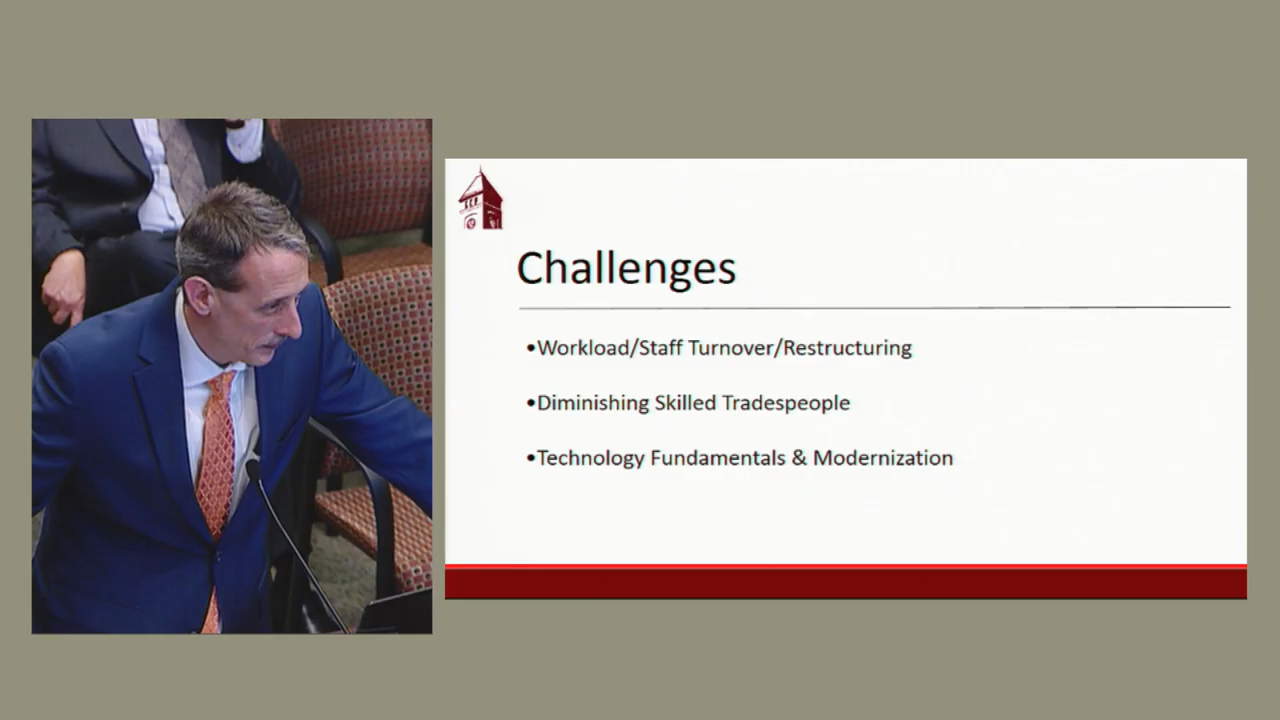 Challenges
•Workload/Staff Turnover/Restructuring
•Diminishing Skilled Tradespeople
•Technology Fundamentals & Modernization